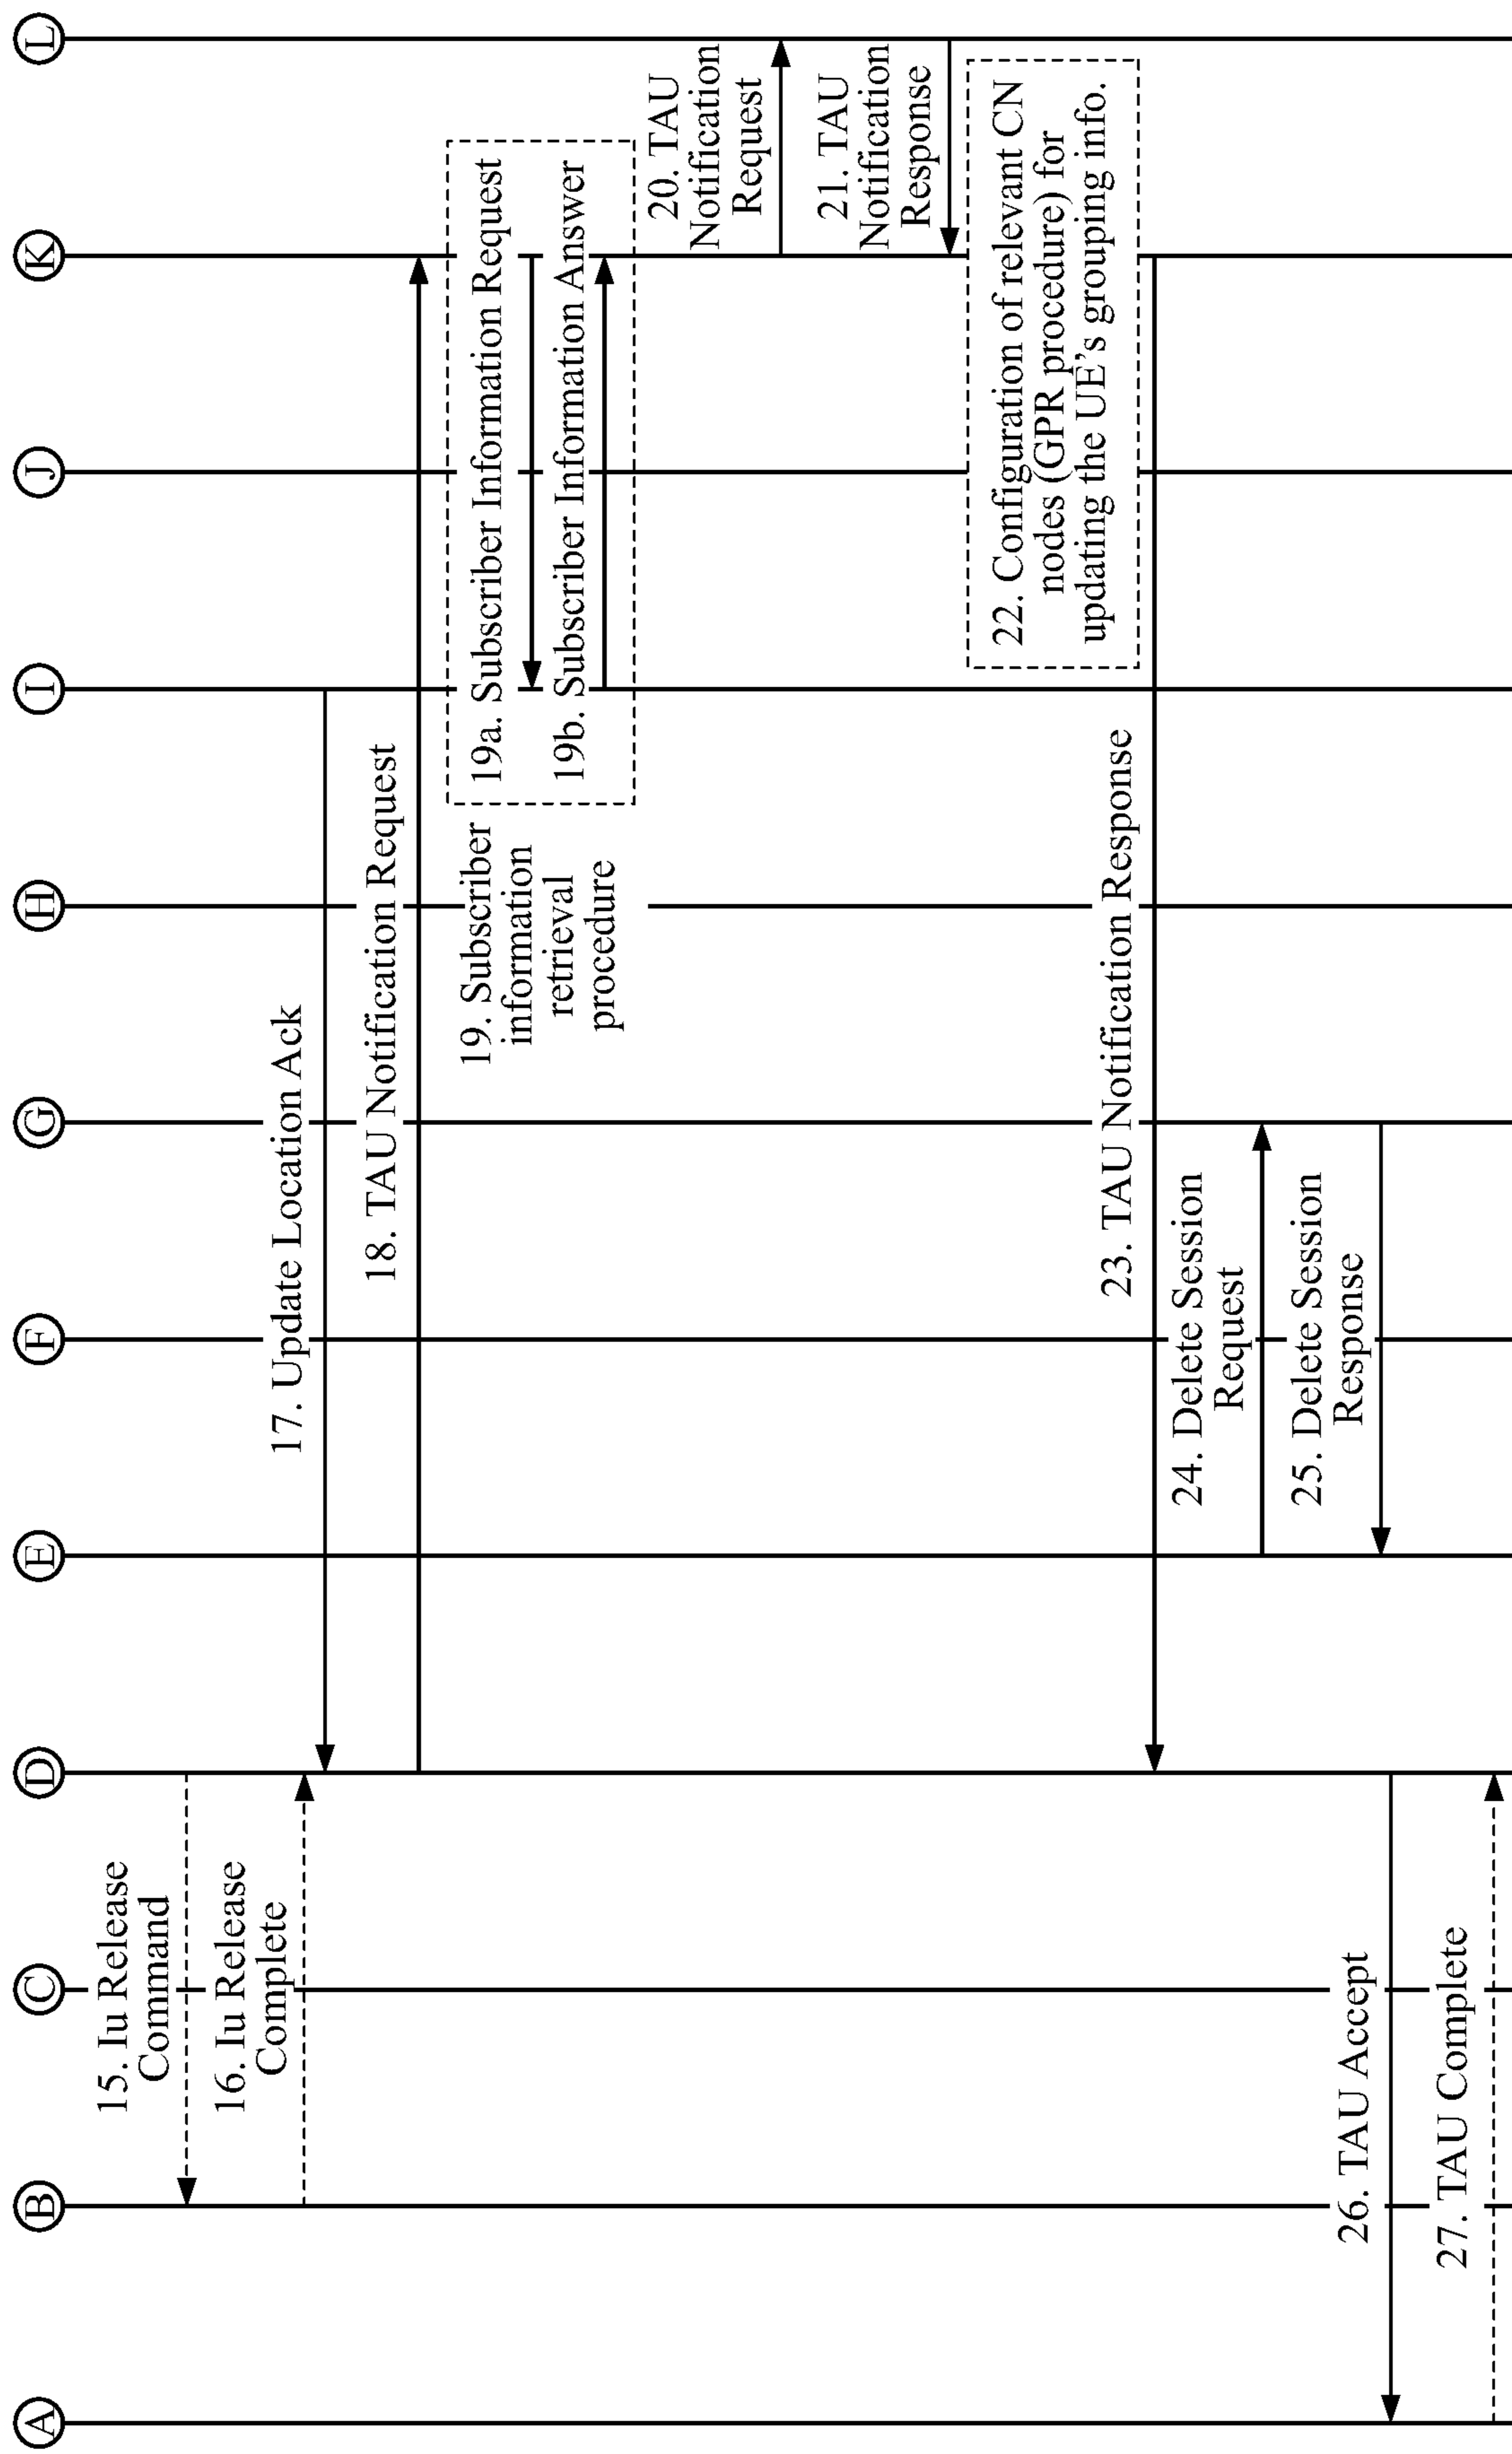 A
B
C
D
E
F
G
H
I
J
K
L
15. Iu Release
Command
16. Iu Release
Complete
17. Update Location Ack
18. TAU Notification Request
19. Subscriber
information
retrieval
procedure
19a. Subscriber Information Request
19b. Subscriber Information Answer
20. TAU
Notification
Request
21. TAU
Notification
Response
22. Configuration of relevant CN
nodes (GPR procedure) for
updating the UE's grouping info.
23. TAU Notification Response
24. Delete Session
Request
25. Delete Session
Response
26. TAU Accept
27. TAU Complete